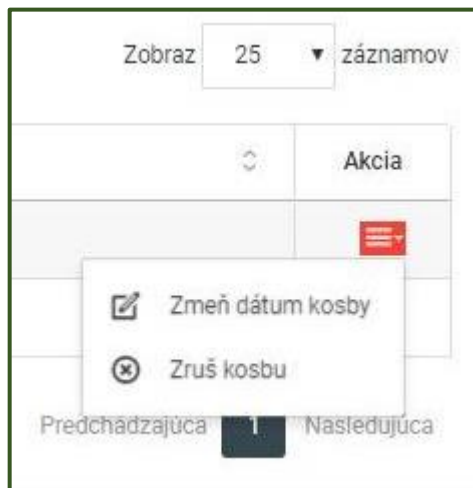 Zobraz 25 záznamov
Akcia
Zmeň dátum kosby
Zruš kosbu
Predchádzajúca 1 Nasledujúca